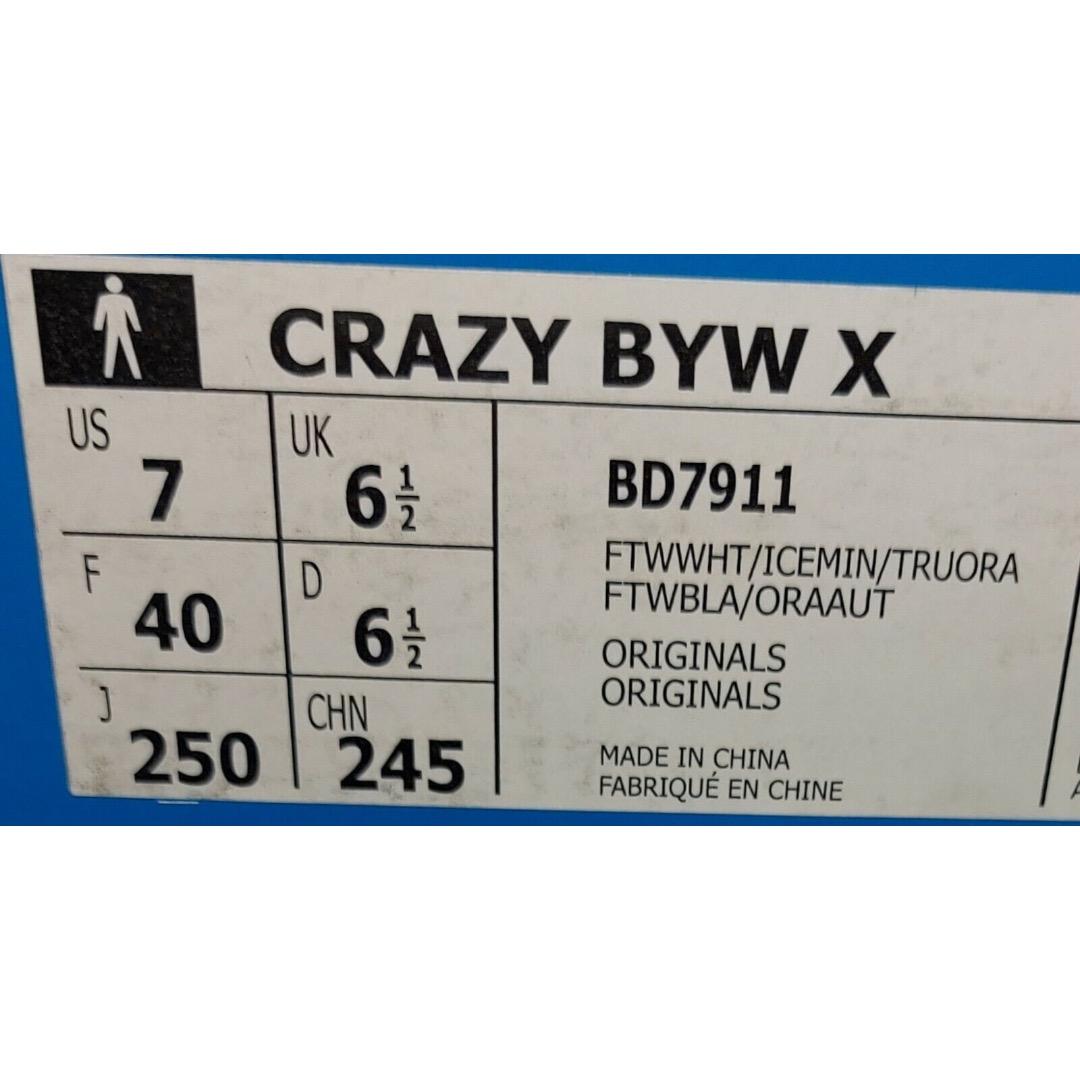 CRAZY BYW X
US 7 UK 6 1/2
F 40 D 6 1/2
J 250 CHN 245
BD7911
FTWWHT/ICEMIN/TRUORA
FTWBLA/ORAAUT
ORIGINALS
ORIGINALS
MADE IN CHINA
FABRIQUÉ EN CHINE